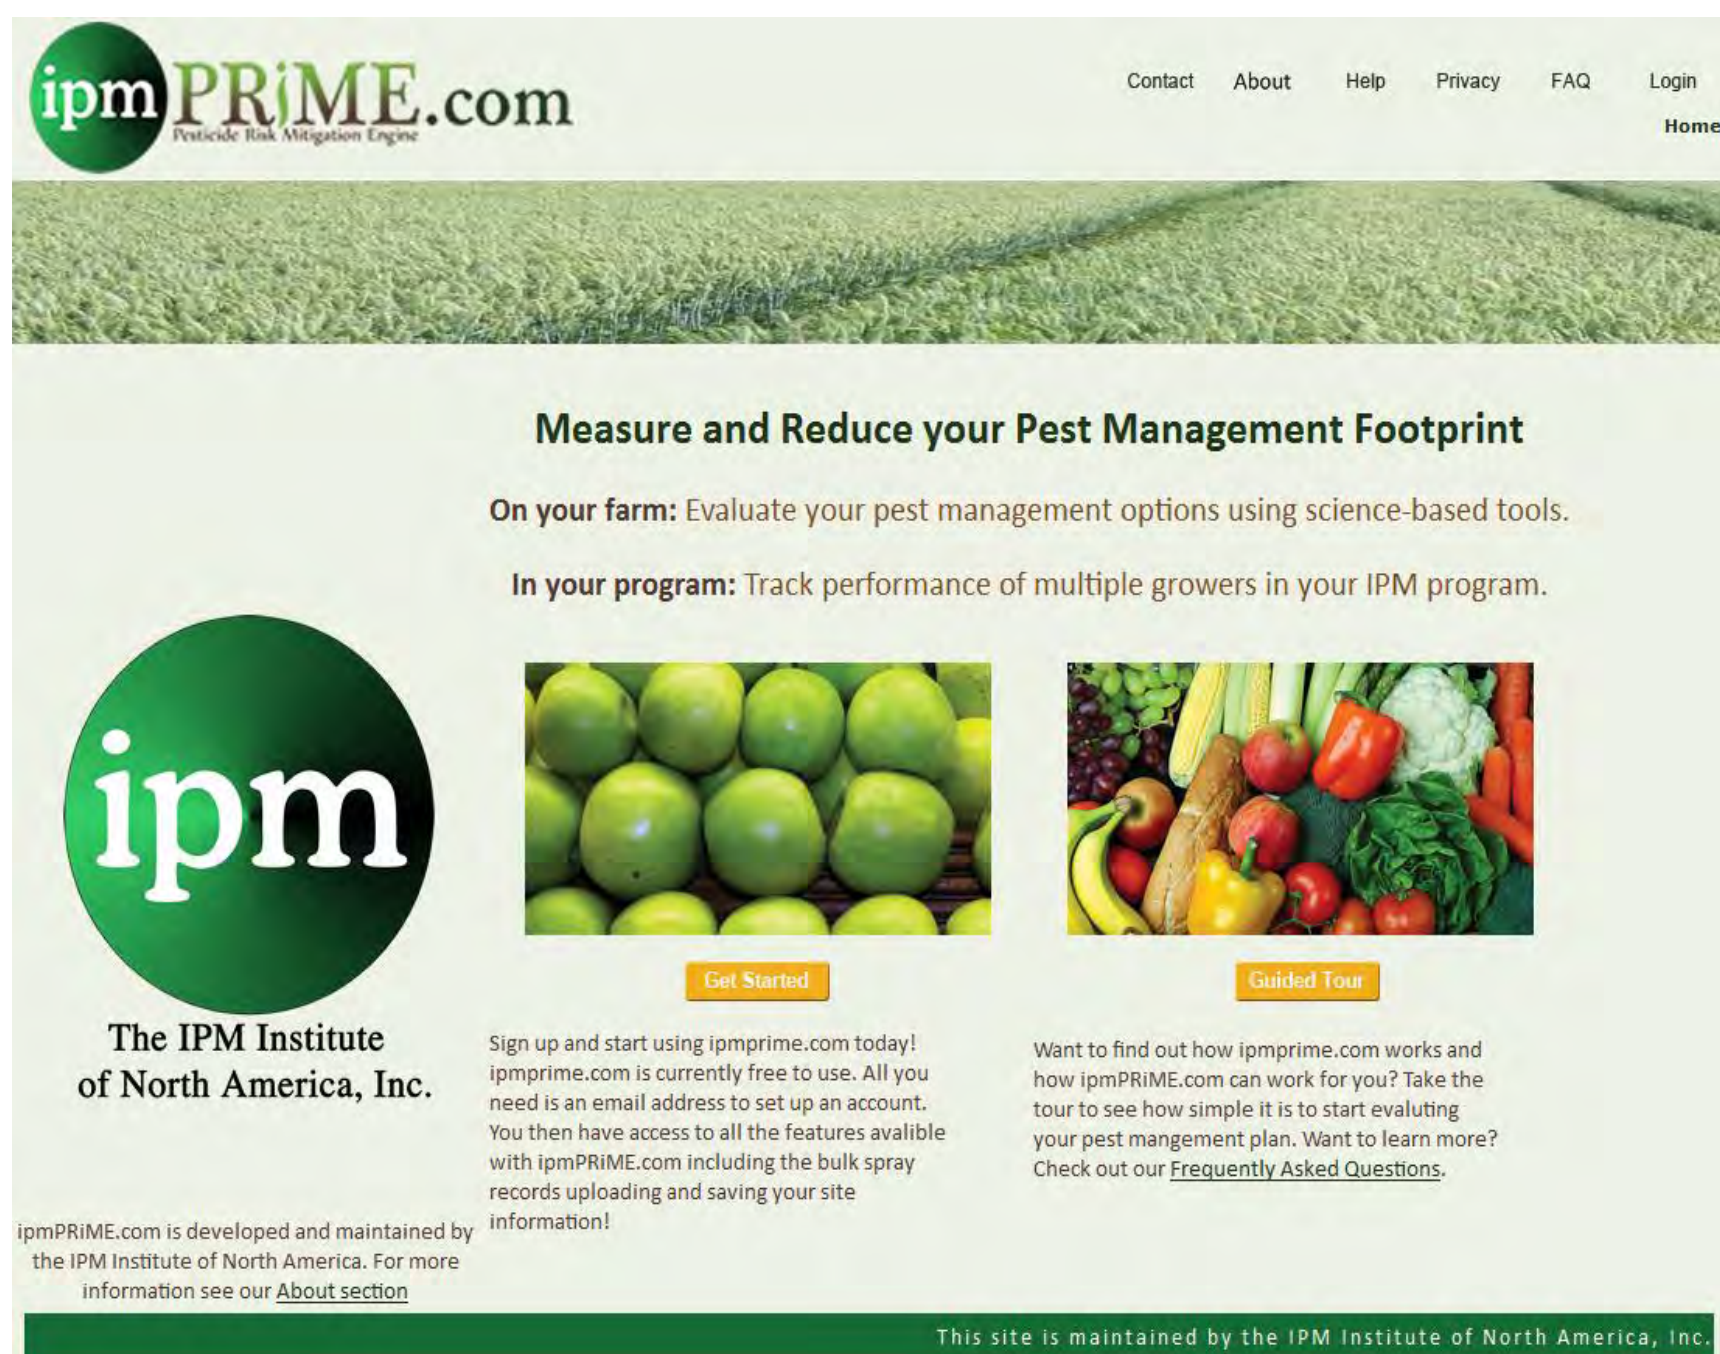 ipm PRiME.com
Pesticide Risk Mitigation Engine
Contact About Help Privacy FAQ Login
Home
Measure and Reduce your Pest Management Footprint
On your farm: Evaluate your pest management options using science-based tools.
In your program: Track performance of multiple growers in your IPM program.
ipm
The IPM Institute
of North America, Inc.
ipmPRiME.com is developed and maintained by
the IPM Institute of North America. For more
information see our About section
Get Started
Sign up and start using ipmprime.com today!
ipmprime.com is currently free to use. All you
need is an email address to set up an account.
You then have access to all the features avalible
with ipmPRiME.com including the bulk spray
records uploading and saving your site
information!
Guided Tour
Want to find out how ipmprime.com works and
how ipmPRiME.com can work for you? Take the
tour to see how simple it is to start evaluting
your pest mangement plan. Want to learn more?
Check out our Frequently Asked Questions.
This site is maintained by the IPM Institute of North America, Inc.